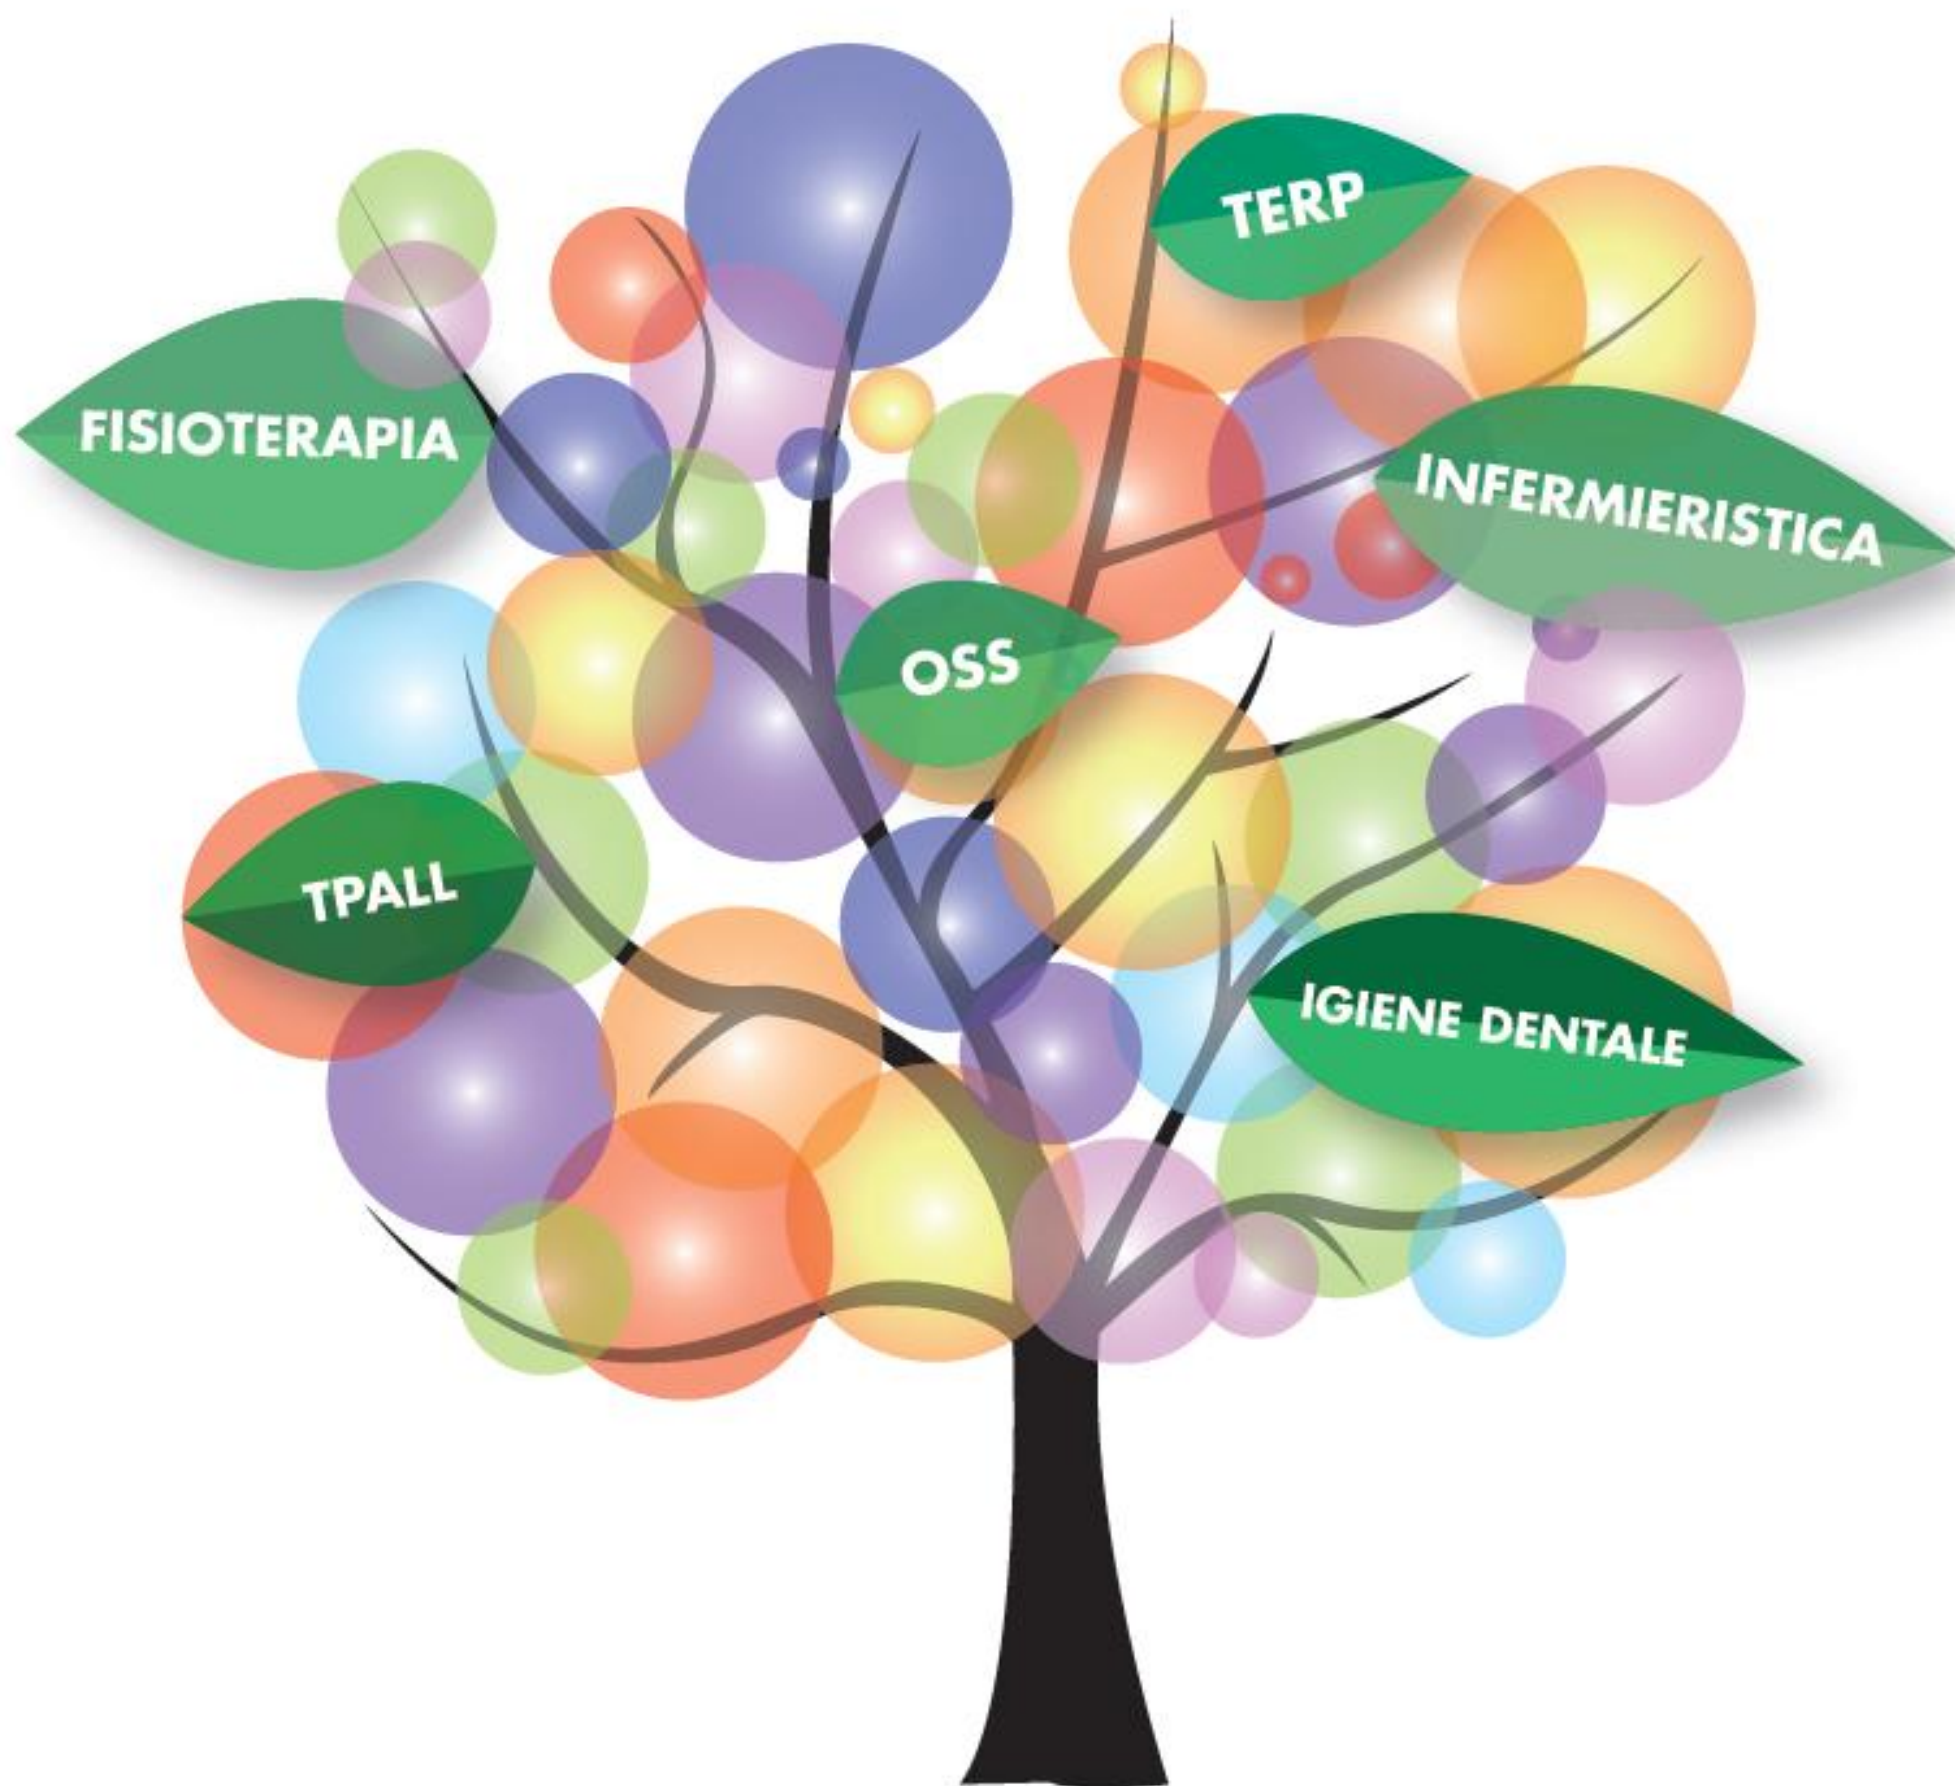 TERP
FISIOTERAPIA
INFERMIERISTICA
OSS
TPALL
IGIENE DENTALE